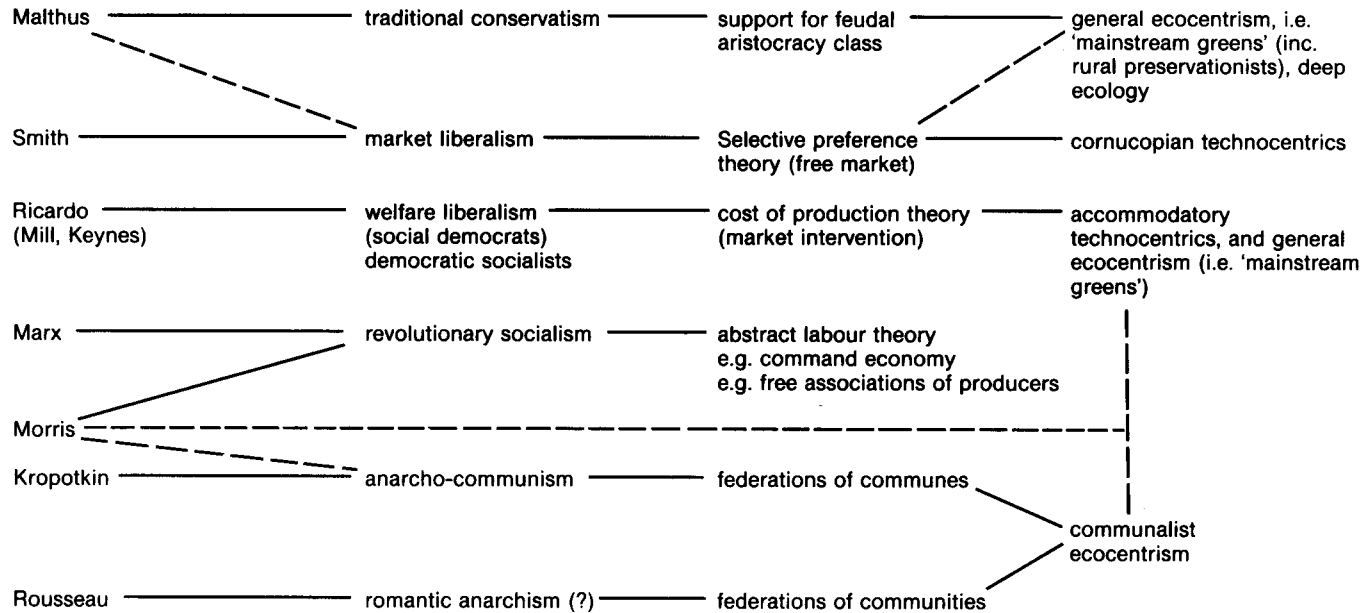 Malthus
traditional conservatism
support for feudal
aristocracy class
general ecocentrism, i.e.
'mainstream greens' (inc.
rural preservationists), deep
ecology
Smith
market liberalism
Selective preference
theory (free market)
cornucopian technocentrics
Ricardo
(Mill, Keynes)
welfare liberalism
(social democrats)
democratic socialists
cost of production theory
(market intervention)
accommodatory
technocentrics, and general
ecocentrism (i.e. 'mainstream
greens')
Marx
revolutionary socialism
abstract labour theory
e.g. command economy
e.g. free associations of producers
Morris
Kropotkin
anarcho-communism
federations of communes
communalist
ecocentrism
Rousseau
romantic anarchism (?)
federations of communities